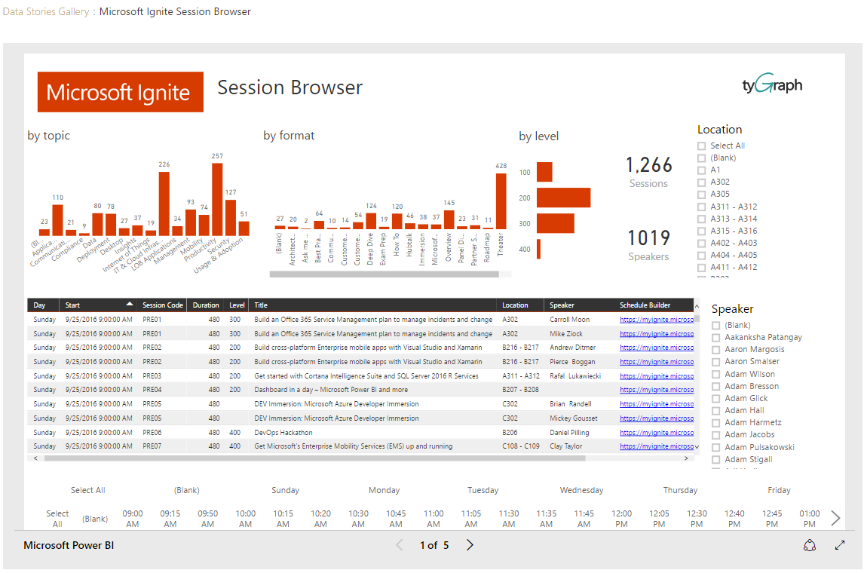 Data Stories Gallery : Microsoft Ignite Session Browser
Microsoft Ignite
Session Browser
tyGraph
by topic
23
110
21
9
80
78
27
37
19
226
34
93
74
257
127
51
(Bl...
Applica...
Communicati...
Compliance
Data
Deployment
Desktop
Insights
Internet of Things
IT & Cloud Infras...
LOB Applications
Management
Mobility
Productivity
Security
Usage & Adoption
by format
27
20
2
64
10
14
54
124
19
120
46
38
37
145
23
31
11
428
(Blank)
Architect...
Ask me ...
Best Pra...
Commu...
Custome...
Custome...
Deep Dive
Exam Prep
How To
Hubtalk
Immersion
Microsof...
Overview
Panel D...
Partner S...
Roadmap
Theater
by level
100
200
300
400
1,266
Sessions
1019
Speakers
Location
Select All
(Blank)
A1
A302
A305
A311 - A312
A313 - A314
A315 - A316
A402 - A403
A404 - A405
A411 - A412
Day Start Session Code Duration Level Title Location Speaker Schedule Builder
Sunday 9/25/2016 9:00:00 AM PRE01 480 300 Build an Office 365 Service Management plan to manage incidents and change A302 Carroll Moon https://myignite.microso
Sunday 9/25/2016 9:00:00 AM PRE01 480 300 Build an Office 365 Service Management plan to manage incidents and change A302 Mike Ziock https://myignite.microso
Sunday 9/25/2016 9:00:00 AM PRE02 480 200 Build cross-platform Enterprise mobile apps with Visual Studio and Xamarin B216 - B217 Andrew Ditmer https://myignite.microso
Sunday 9/25/2016 9:00:00 AM PRE02 480 200 Build cross-platform Enterprise mobile apps with Visual Studio and Xamarin B216 - B217 Pierce Boggan https://myignite.microso
Sunday 9/25/2016 9:00:00 AM PRE03 480 200 Get started with Cortana Intelligence Suite and SQL Server 2016 R Services A311 - A312 Rafal Lukawiecki https://myignite.microso
Sunday 9/25/2016 9:00:00 AM PRE04 480 200 Dashboard in a day – Microsoft Power BI and more B207 - B208 https://myignite.microso
Sunday 9/25/2016 9:00:00 AM PRE05 480 DEV Immersion: Microsoft Azure Developer Immersion C302 Brian Randell https://myignite.microso
Sunday 9/25/2016 9:00:00 AM PRE05 480 DEV Immersion: Microsoft Azure Developer Immersion C302 Mickey Gousset https://myignite.microso
Sunday 9/25/2016 9:00:00 AM PRE06 480 400 DevOps Hackathon B206 Daniel Pilling https://myignite.microso
Sunday 9/25/2016 9:00:00 AM PRE07 480 400 Get Microsoft's Enterprise Mobility Services (EMS) up and running C108 - C109 Clay Taylor https://myignite.microso
Speaker
(Blank)
Aakanksha Patangay
Aaron Margosis
Aaron Smalser
Adam Wilson
Adam Bresson
Adam Glick
Adam Hall
Adam Harmetz
Adam Jacobs
Adam Pulsakowski
Adam Stigall
Select All (Blank) Sunday Monday Tuesday Wednesday Thursday Friday
Select All (Blank) 09:00 AM 09:15 AM 09:50 AM 10:00 AM 10:15 AM 10:20 AM 10:30 AM 10:45 AM 11:00 AM 11:05 AM 11:30 AM 11:35 AM 11:45 AM 12:00 PM 12:05 PM 12:30 PM 12:40 PM 12:45 PM 01:00 PM
Microsoft Power BI
1 of 5